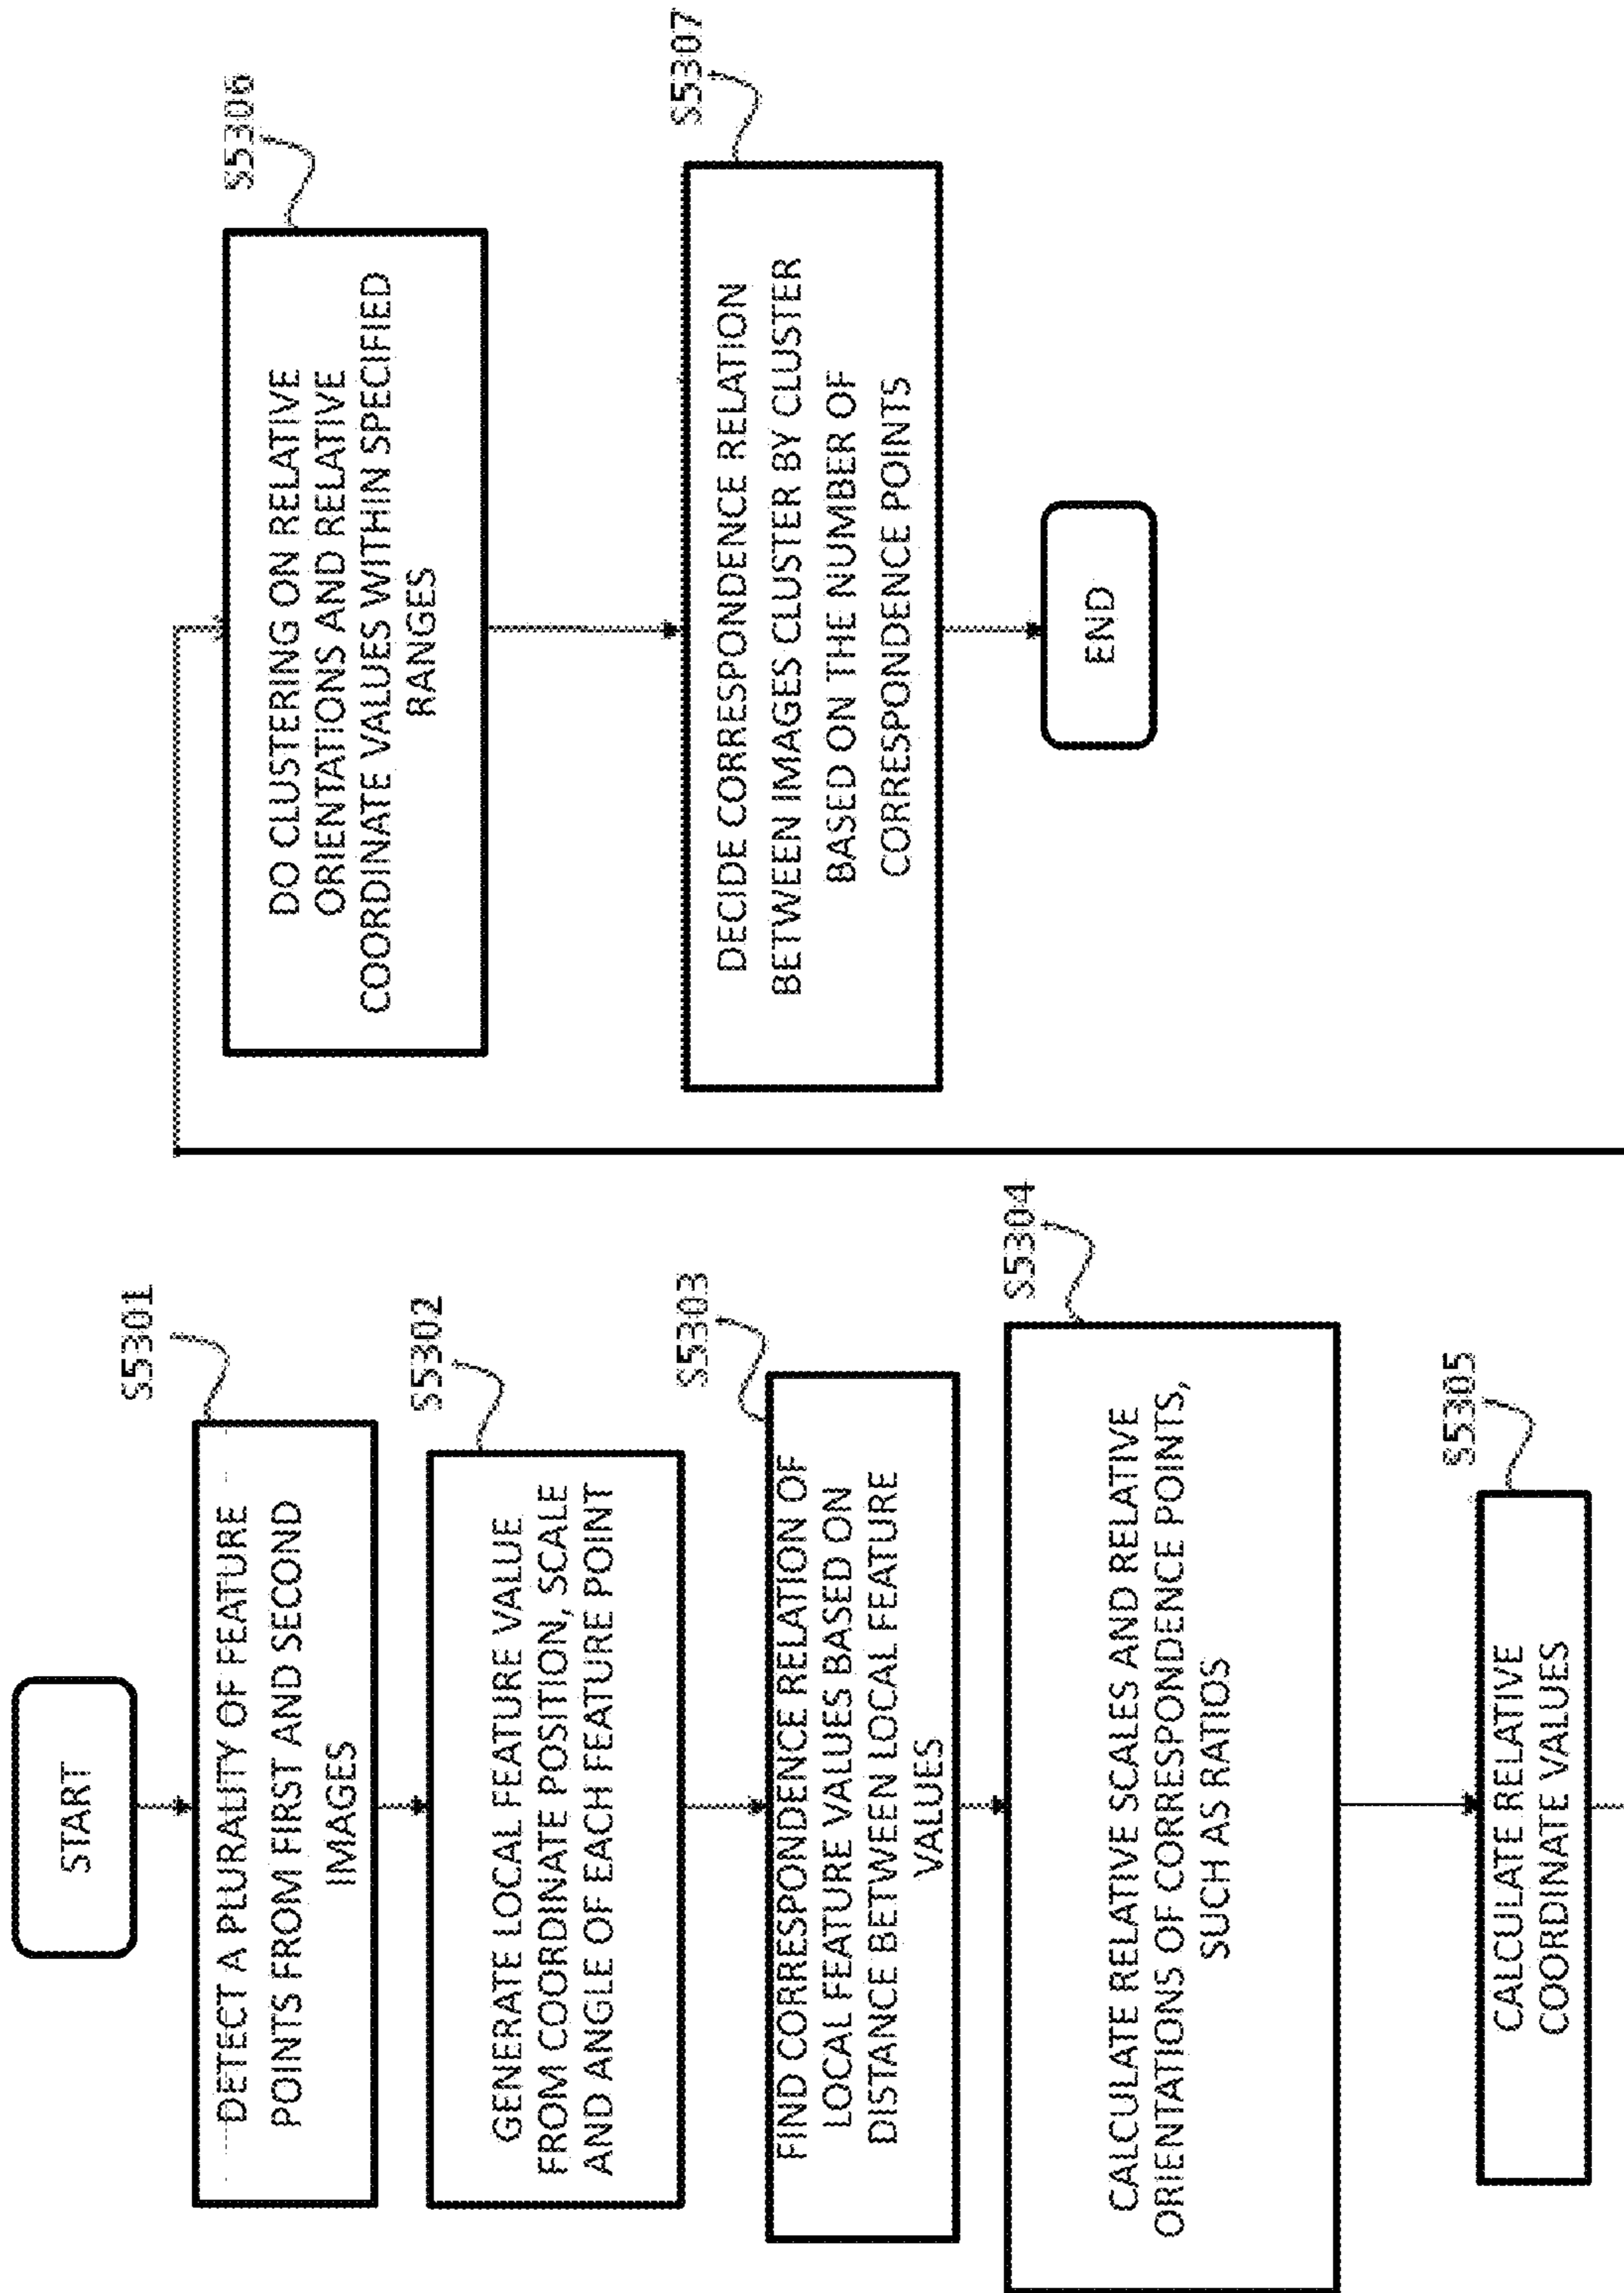 START
S5301
DETECT A PLURALITY OF FEATURE
POINTS FROM FIRST AND SECOND
IMAGES
S5302
GENERATE LOCAL FEATURE VALUE
FROM COORDINATE POSITION, SCALE
AND ANGLE OF EACH FEATURE POINT
S5303
FIND CORRESPONDENCE RELATION OF
LOCAL FEATURE VALUES BASED ON
DISTANCE BETWEEN LOCAL FEATURE
VALUES
S5304
CALCULATE RELATIVE SCALES AND RELATIVE
ORIENTATIONS OF CORRESPONDENCE POINTS,
SUCH AS RATIOS
S5305
CALCULATE RELATIVE
COORDINATE VALUES
S5306
DO CLUSTERING ON RELATIVE
ORIENTATIONS AND RELATIVE
COORDINATE VALUES WITHIN SPECIFIED
RANGES
S5307
DECIDE CORRESPONDENCE RELATION
BETWEEN IMAGES CLUSTER BY CLUSTER
BASED ON THE NUMBER OF
CORRESPONDENCE POINTS
END